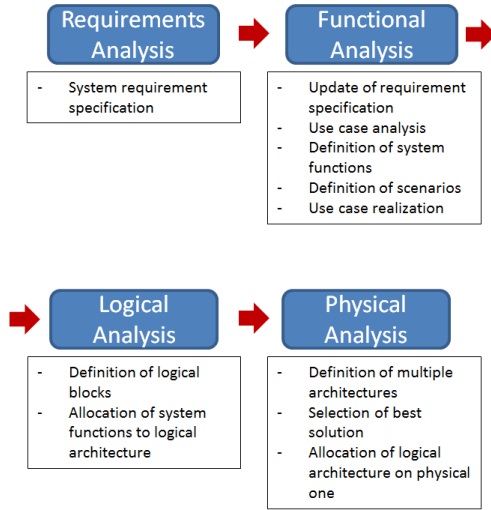 Requirements
Analysis
- System requirement
specification
Functional
Analysis
- Update of requirement
specification
- Use case analysis
- Definition of system
functions
- Definition of scenarios
- Use case realization
Logical
Analysis
- Definition of logical
blocks
- Allocation of system
functions to logical
architecture
Physical
Analysis
- Definition of multiple
architectures
- Selection of best
solution
- Allocation of logical
architecture on physical
one